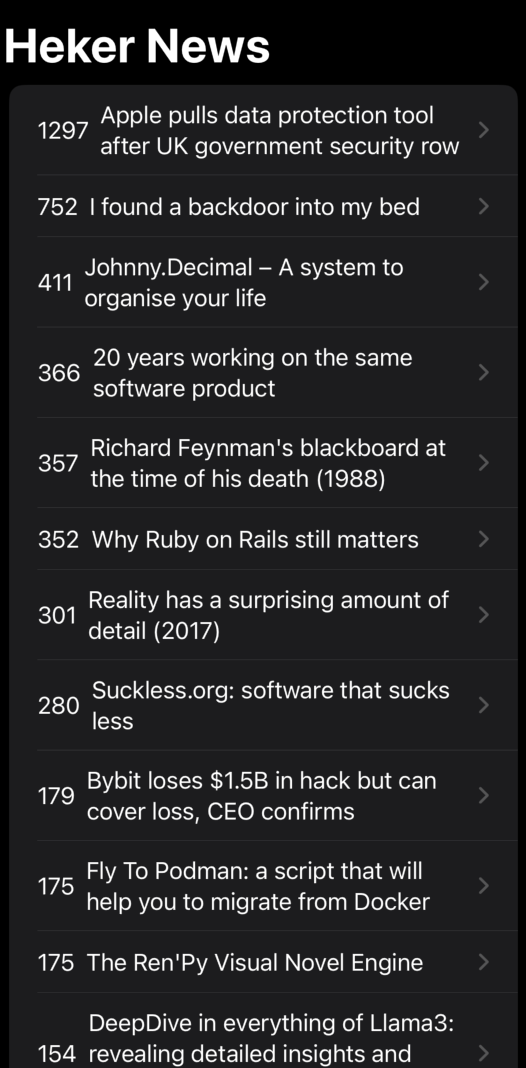 Heker News
1297 Apple pulls data protection tool
after UK government security row
752 I found a backdoor into my bed
411 Johnny.Decimal – A system to
organise your life
366 20 years working on the same
software product
357 Richard Feynman's blackboard at
the time of his death (1988)
352 Why Ruby on Rails still matters
301 Reality has a surprising amount of
detail (2017)
280 Suckless.org: software that sucks
less
179 Bybit loses $1.5B in hack but can
cover loss, CEO confirms
175 Fly To Podman: a script that will
help you to migrate from Docker
175 The Ren'Py Visual Novel Engine
DeepDive in everything of Llama3:
154 revealing detailed insights and